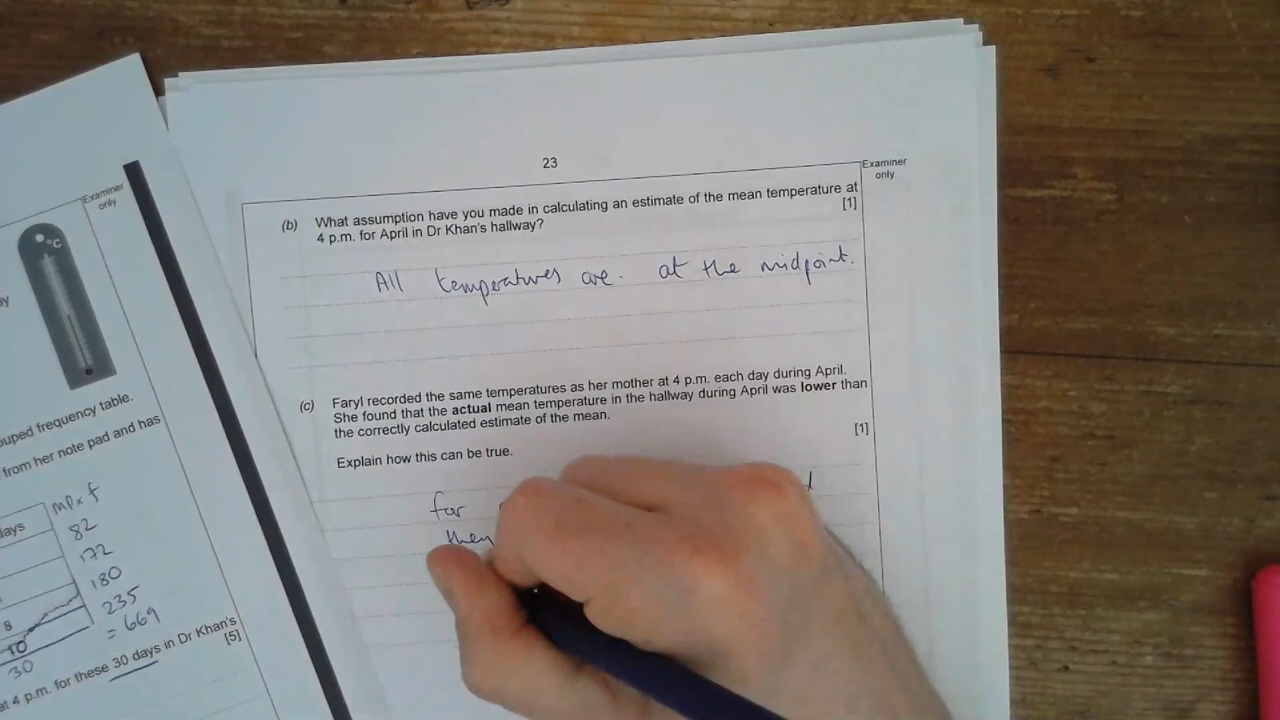 23
Examiner
only
(b) What assumption have you made in calculating an estimate of the mean temperature at
4 p.m. for April in Dr Khan's hallway?
[1]
All temperatures are. at the midpoint.
(c) Faryl recorded the same temperatures as her mother at 4 p.m. each day during April.
She found that the actual mean temperature in the hallway during April was lower than
the correctly calculated estimate of the mean.
[1]
Explain how this can be true.
for
then
Examiner
only
°C
ouped frequency table.
from her note pad and has
ays
mp x f
82
172
180
8
235
10
= 669
30
at 4 p.m. for these 30 days in Dr Khan's
[5]